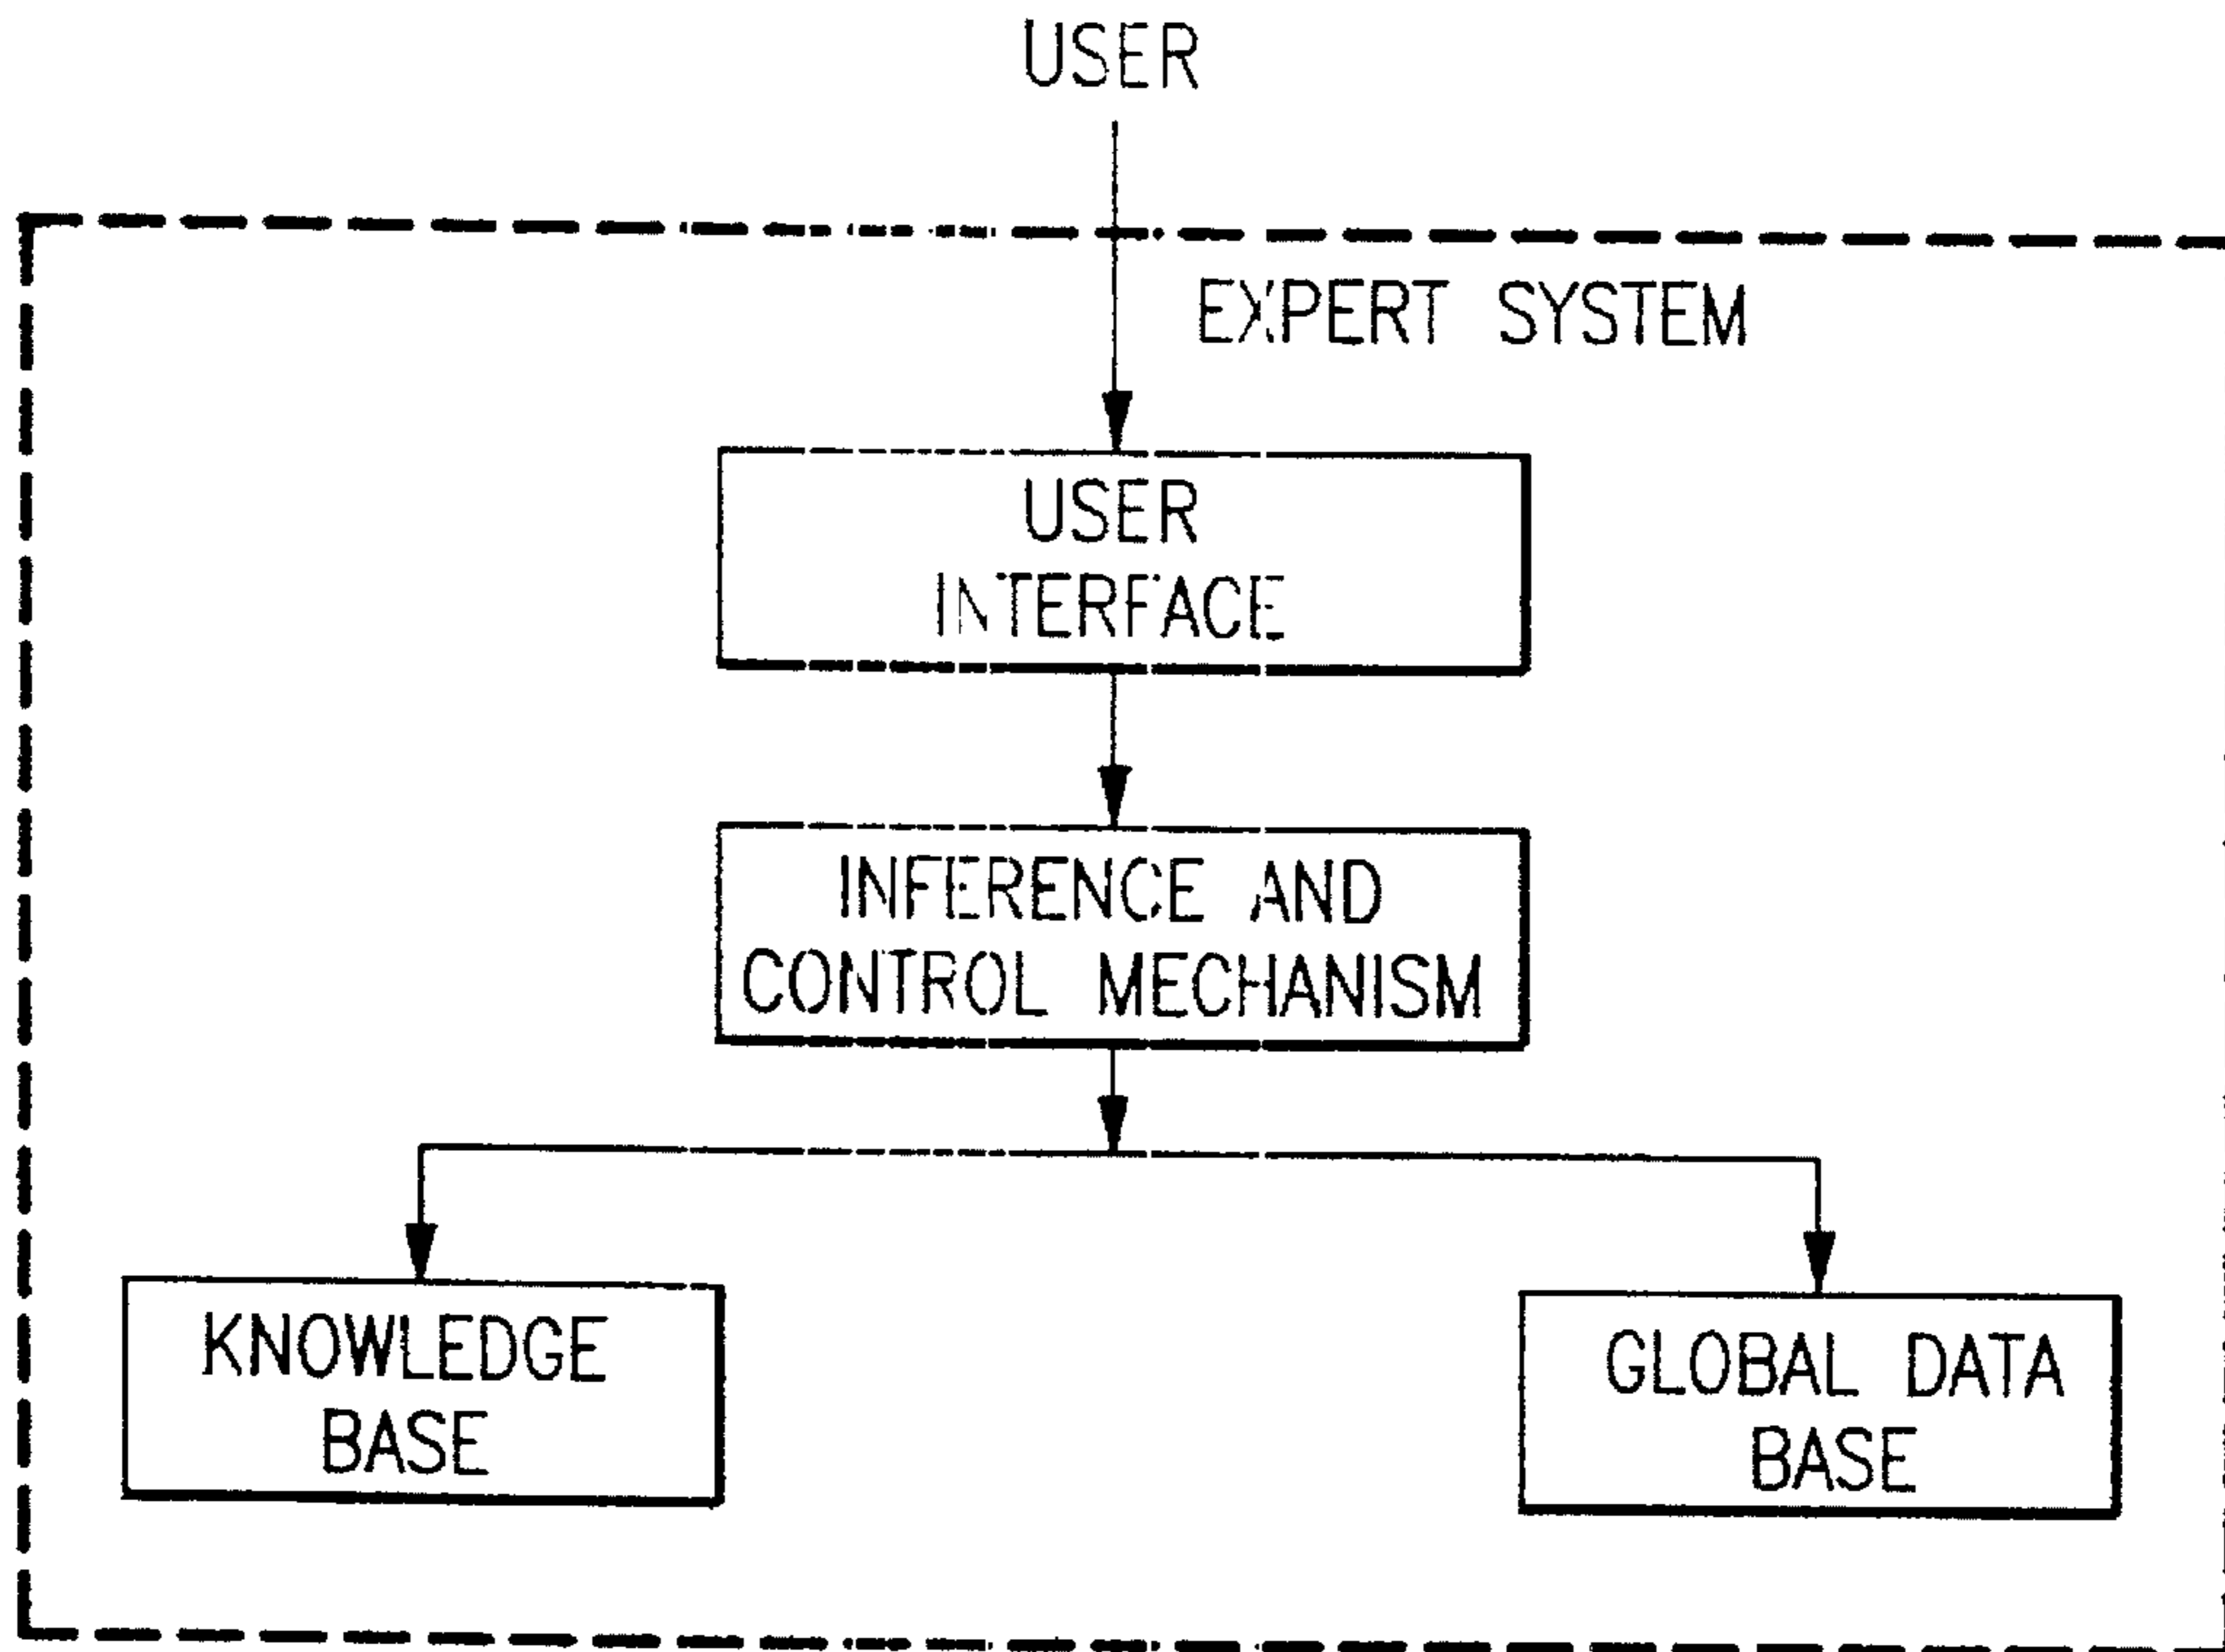 USER
EXPERT SYSTEM
USER
INTERFACE
INFERENCE AND
CONTROL MECHANISM
KNOWLEDGE
BASE
GLOBAL DATA
BASE